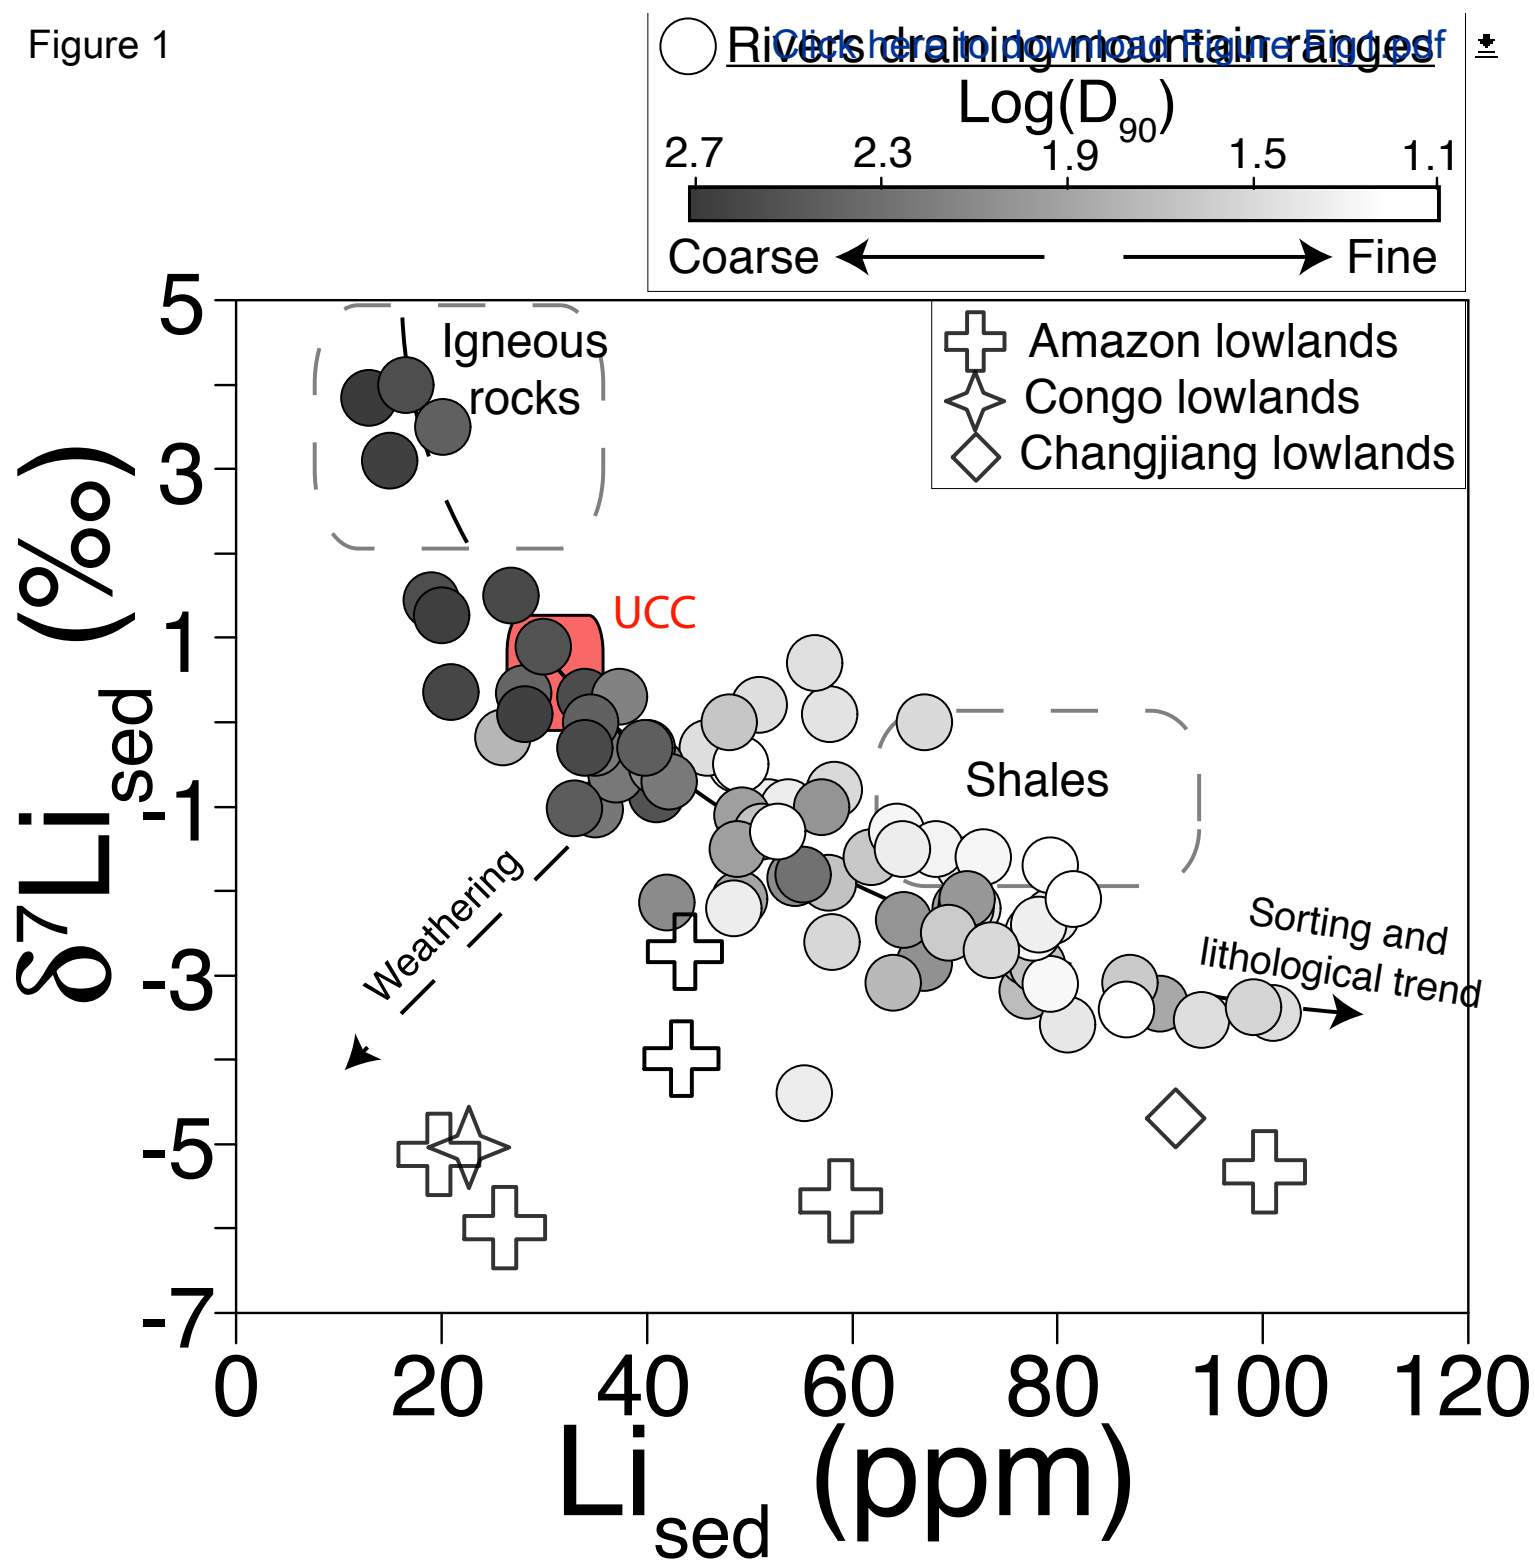 Figure 1
Rivers draining mountain ranges
Click here to download Figure Fig1.pdf
Log(D90)
2.7 2.3 1.9 1.5 1.1
Coarse Fine
Amazon lowlands
Congo lowlands
Changjiang lowlands
Igneous
rocks
UCC
Shales
Weathering
Sorting and
lithological trend
5
3
1
-1
-3
-5
-7
δ7Lised (‰)
0 20 40 60 80 100 120
Lised (ppm)